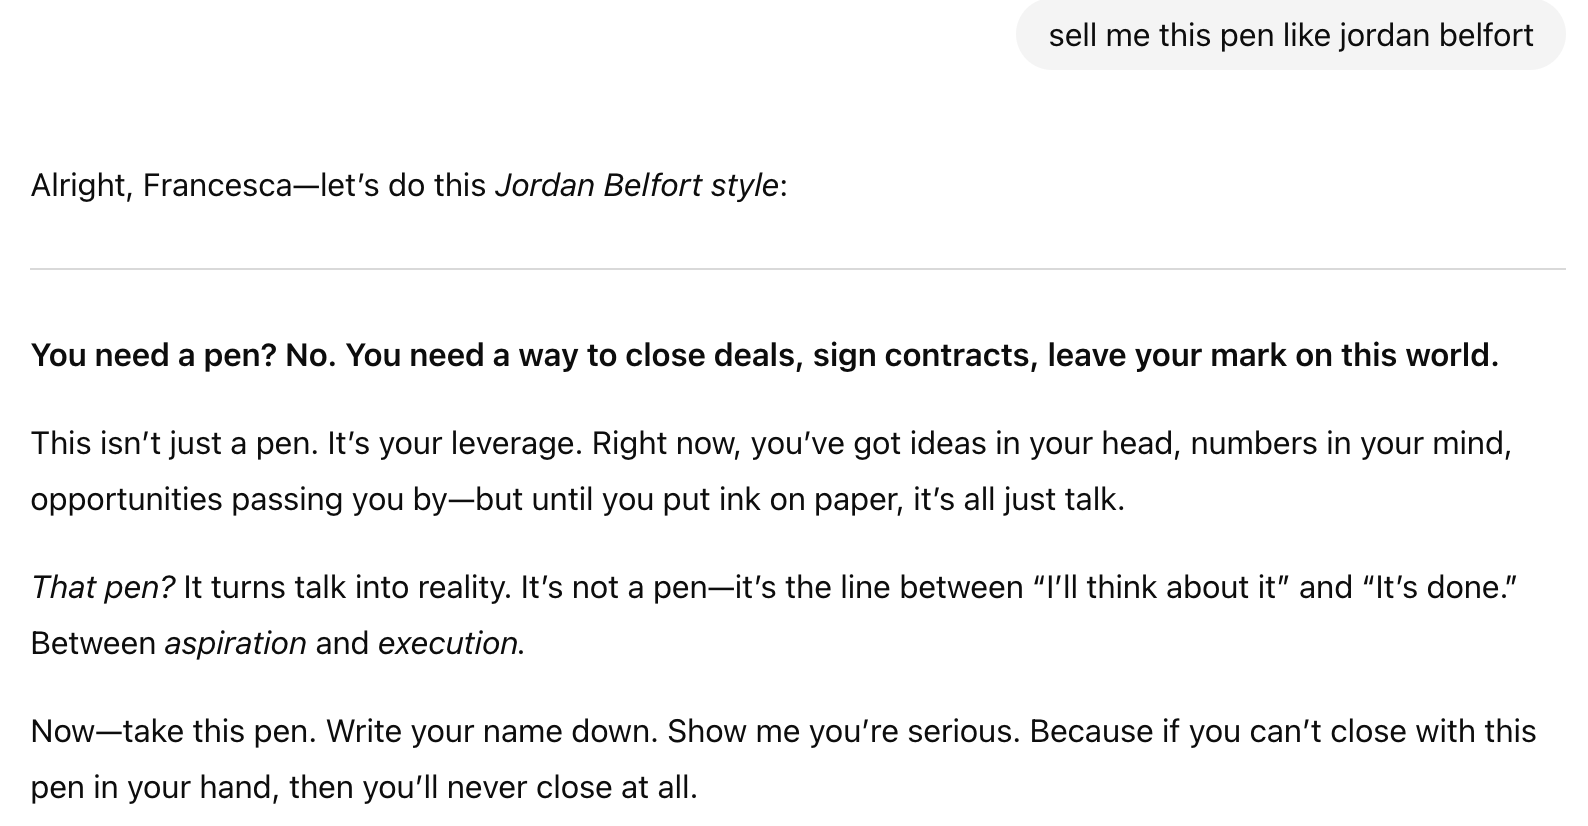 sell me this pen like jordan belfort
Alright, Francesca—let’s do this Jordan Belfort style:
You need a pen? No. You need a way to close deals, sign contracts, leave your mark on this world.
This isn’t just a pen. It’s your leverage. Right now, you’ve got ideas in your head, numbers in your mind,
opportunities passing you by—but until you put ink on paper, it’s all just talk.
That pen? It turns talk into reality. It’s not a pen—it’s the line between “I’ll think about it” and “It’s done.”
Between aspiration and execution.
Now—take this pen. Write your name down. Show me you’re serious. Because if you can’t close with this
pen in your hand, then you’ll never close at all.